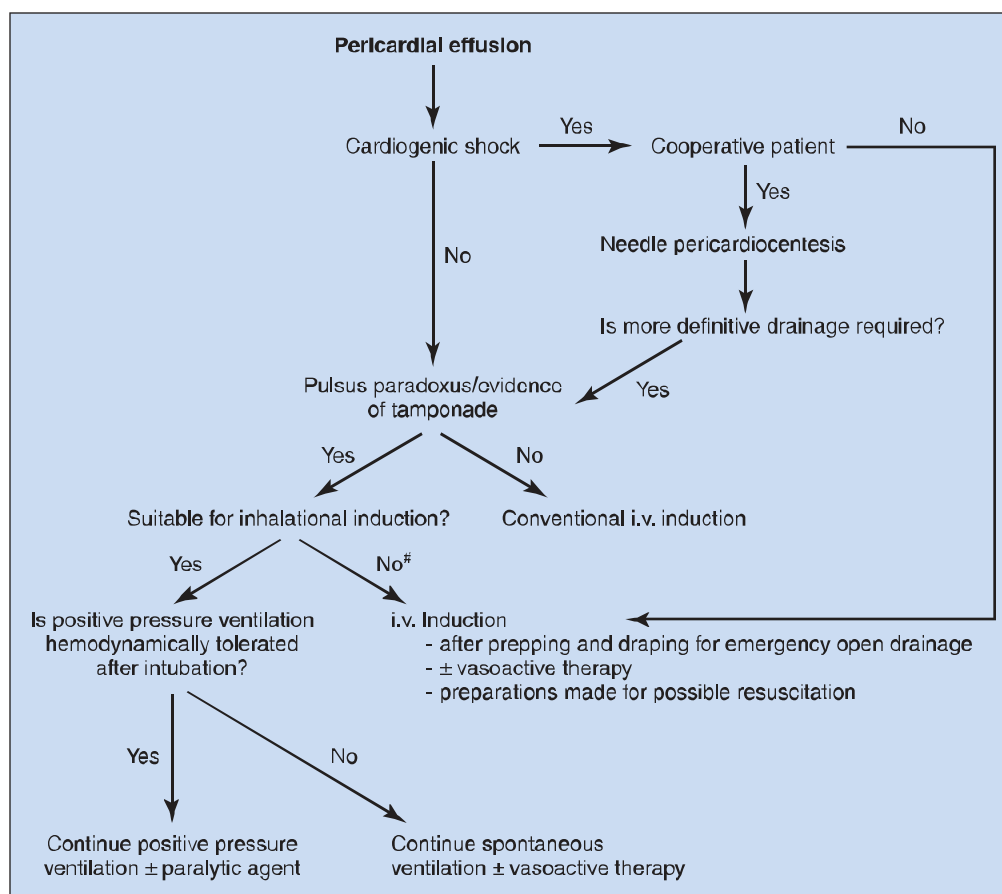 Pericardial effusion
Cardiogenic shock
Yes
Cooperative patient
No
Yes
No
Needle pericardiocentesis
Is more definitive drainage required?
Pulsus paradoxus/evidence
of tamponade
Yes
Yes
No
Suitable for inhalational induction?
Conventional i.v. induction
Yes
No#
Is positive pressure ventilation
hemodynamically tolerated
after intubation?
i.v. Induction
- after prepping and draping for emergency open drainage
- ± vasoactive therapy
- preparations made for possible resuscitation
Yes
No
Continue positive pressure
ventilation ± paralytic agent
Continue spontaneous
ventilation ± vasoactive therapy